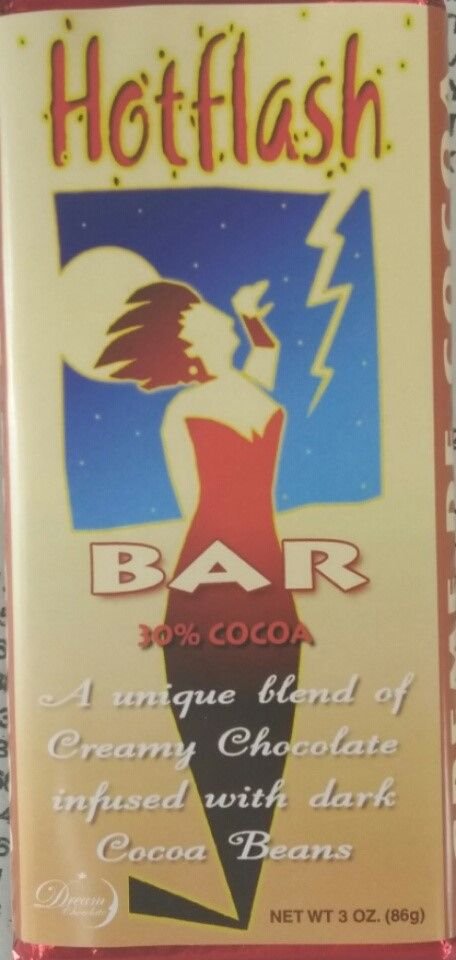 Hotflash
BAR
30% COCOA
A unique blend of
Creamy Chocolate
infused with dark
Cocoa Beans
Dream
Chocolate
NET WT 3 OZ. (86g)